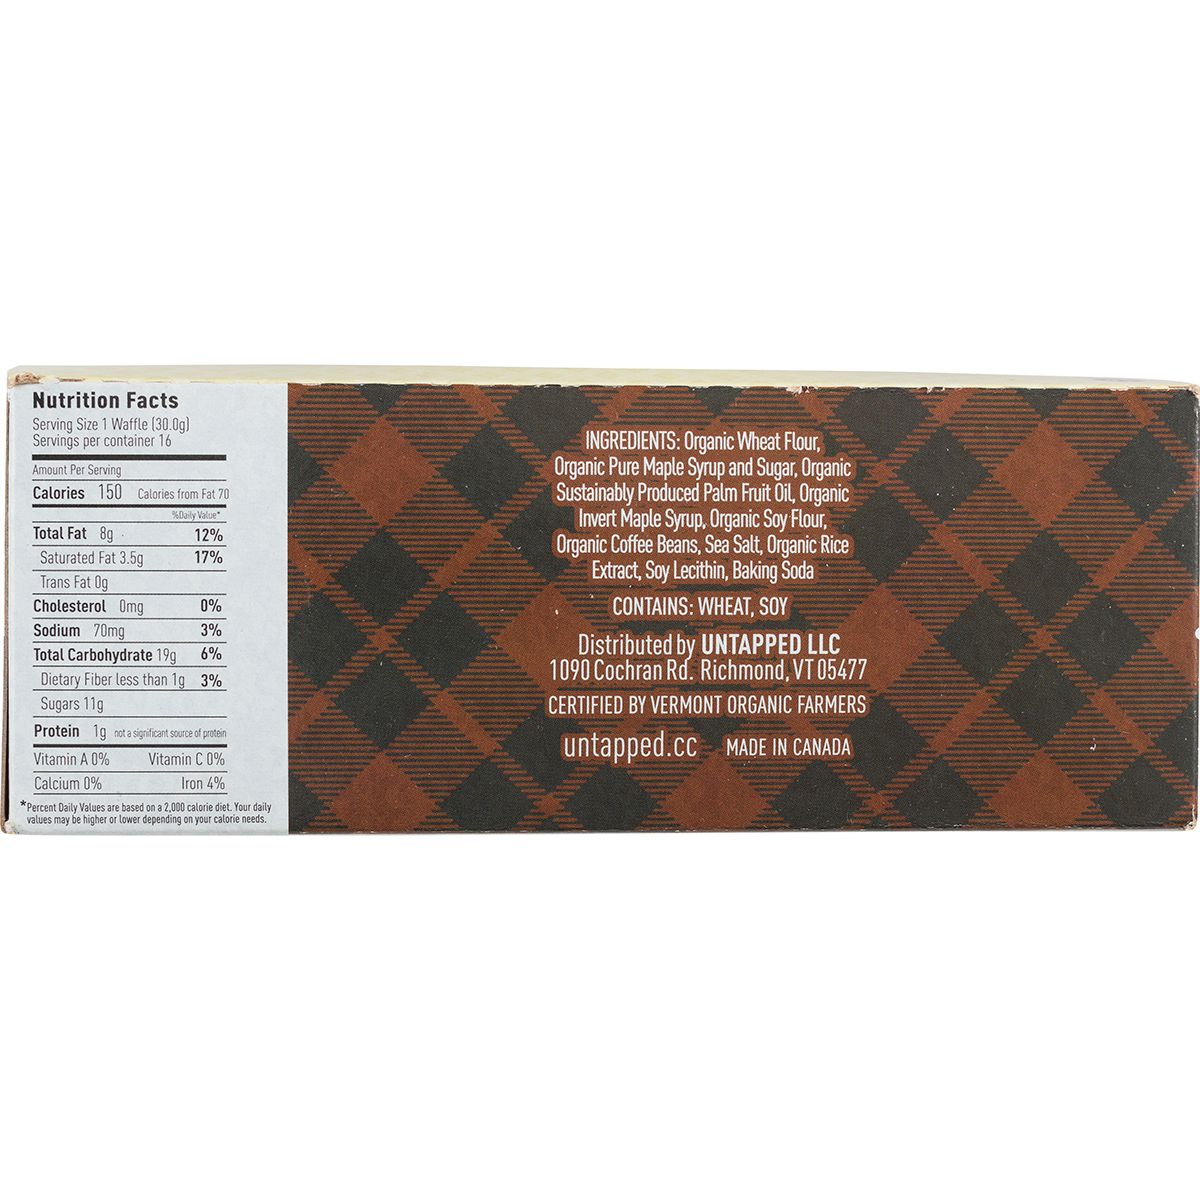 Nutrition Facts
Serving Size 1 Waffle (30.0g)
Servings per container 16
Amount Per Serving
Calories 150 Calories from Fat 70
%Daily Value*
Total Fat 8g 12%
Saturated Fat 3.5g 17%
Trans Fat 0g
Cholesterol 0mg 0%
Sodium 70mg 3%
Total Carbohydrate 19g 6%
Dietary Fiber less than 1g 3%
Sugars 11g
Protein 1g not a significant source of protein
Vitamin A 0% Vitamin C 0%
Calcium 0% Iron 4%
*Percent Daily Values are based on a 2,000 calorie diet. Your daily
values may be higher or lower depending on your calorie needs.
INGREDIENTS: Organic Wheat Flour,
Organic Pure Maple Syrup and Sugar, Organic
Sustainably Produced Palm Fruit Oil, Organic
Invert Maple Syrup, Organic Soy Flour,
Organic Coffee Beans, Sea Salt, Organic Rice
Extract, Soy Lecithin, Baking Soda
CONTAINS: WHEAT, SOY
Distributed by UNTAPPED LLC
1090 Cochran Rd. Richmond, VT 05477
CERTIFIED BY VERMONT ORGANIC FARMERS
untapped.cc MADE IN CANADA